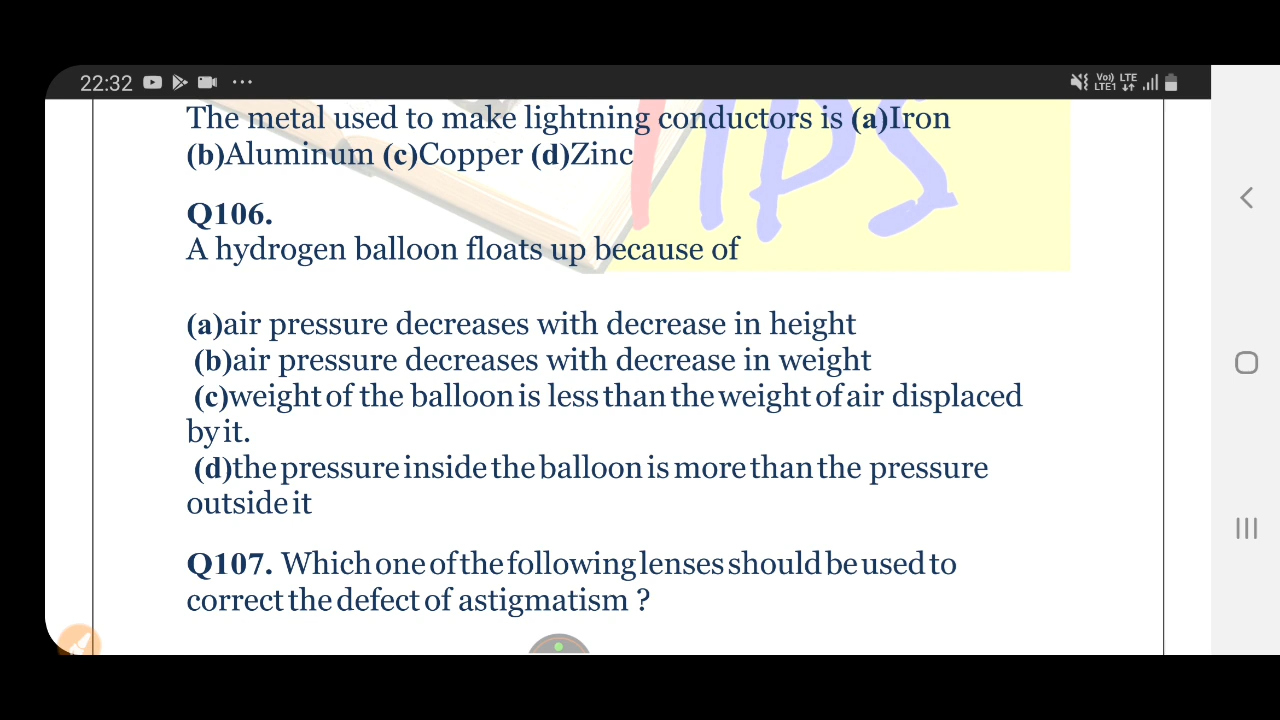 22:32
Vo)) LTE
LTE1
The metal used to make lightning conductors is (a)Iron
(b)Aluminum (c)Copper (d)Zinc
Q106.
A hydrogen balloon floats up because of
(a)air pressure decreases with decrease in height
(b)air pressure decreases with decrease in weight
(c)weight of the balloon is less than the weight of air displaced
by it.
(d)the pressure inside the balloon is more than the pressure
outside it
Q107. Which one of the following lenses should be used to
correct the defect of astigmatism ?